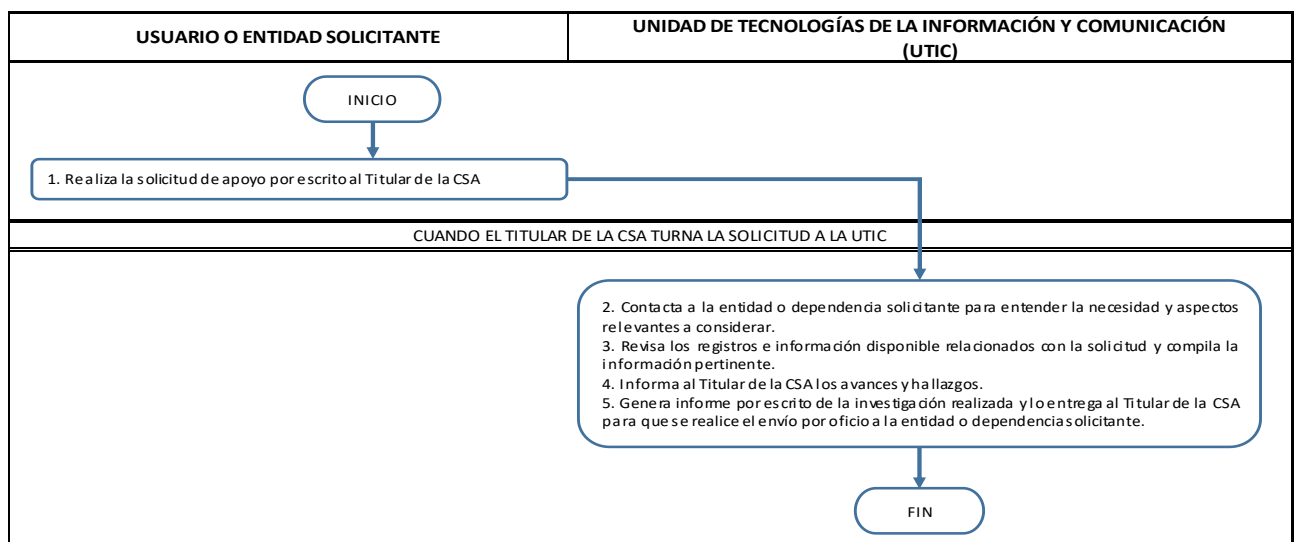 USUARIO O ENTIDAD SOLICITANTE
UNIDAD DE TECNOLOGÍAS DE LA INFORMACIÓN Y COMUNICACIÓN
(UTIC)
INICIO
1. Realiza la solicitud de apoyo por escrito al Titular de la CSA
CUANDO EL TITULAR DE LA CSA TURNA LA SOLICITUD A LA UTIC
2. Contacta a la entidad o dependencia solicitante para entender la necesidad y aspectos
relevantes a considerar.
3. Revisa los registros e información disponible relacionados con la solicitud y compila la
información pertinente.
4. Informa al Titular de la CSA los avances y hallazgos.
5. Genera informe por escrito de la investigación realizada y lo entrega al Titular de la CSA
para que se realice el envío por oficio a la entidad o dependencia solicitante.
FIN